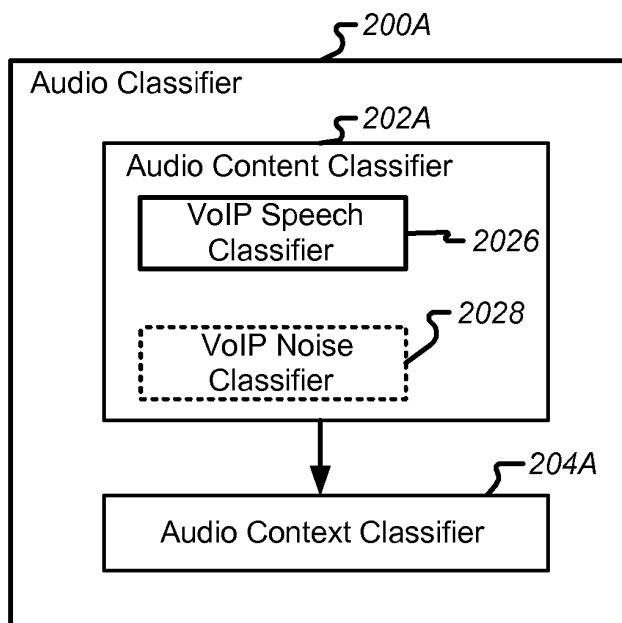 200A
Audio Classifier
202A
Audio Content Classifier
VoIP Speech
Classifier
2026
2028
VoIP Noise
Classifier
204A
Audio Context Classifier